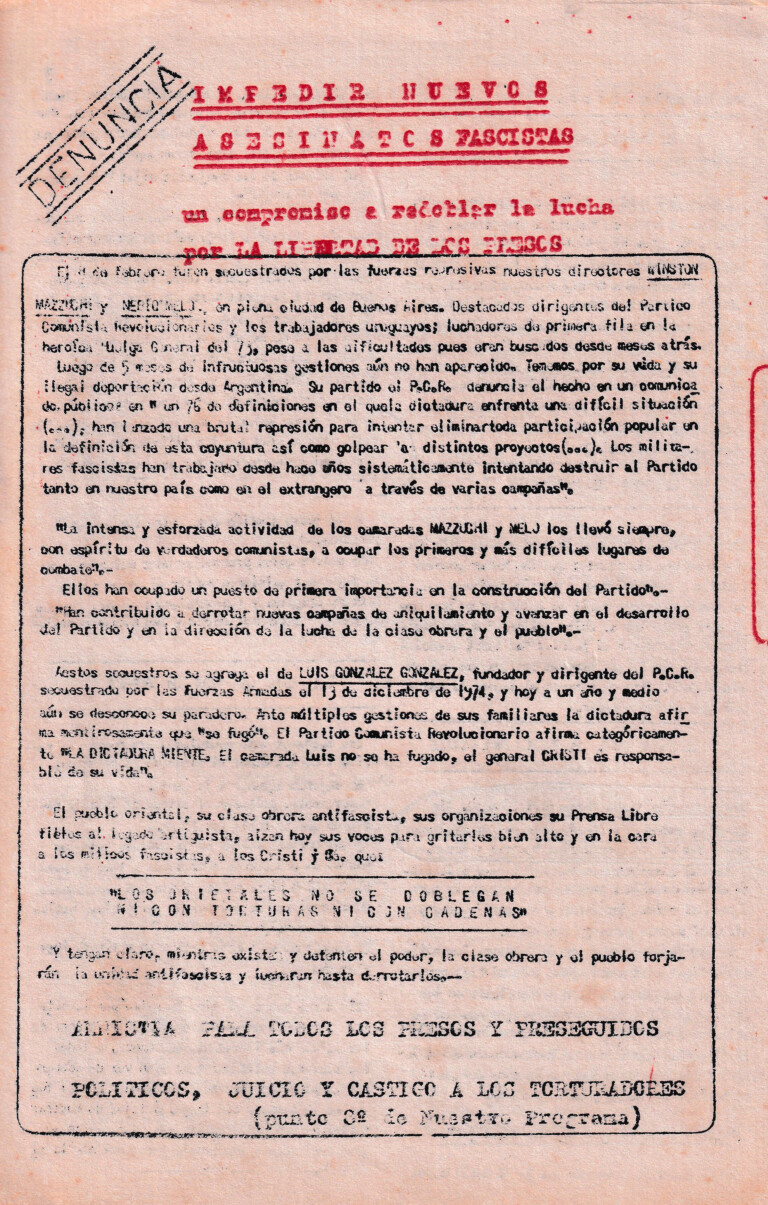 DENUNCIA
IMPEDIR NUEVOS
ASESINATOS FASCISTAS
un compromiso a redoblar la lucha
por LA LIBERTAD DE LOS PRESOS
de febrero fueron secuestrados por las fuerzas represivas nuestros directores WINSTON
MAZZUCHI y NEBIO MELO., en plena ciudad de Buenos Aires. Destacados dirigentes del Partido
Comunista Revolucionarios y los trabajadores uruguayos; luchadores de primera fila en la
heroica Huelga General del 73, pese a las dificultades pues eran buscados desde meses atrás.
Luego de 5 meses de infructuosas gestiones aún no han aparecido. Tememos por su vida y su
illegal deportación desde Argentina. Su partido el P.C.R. denuncia el hecho en un comunica
do público: en " un 76 de definiciones en el quela dictadura enfrenta una difícil situación
(...), han lanzado una brutal represión para intentar eliminartoda participación popular en
la definición de esta coyuntura así como golpear a distintos proyectos(...). Los milita-
res fascistas han trabajado desde hace años sistemáticamente intentando destruir al Partido
tanto en nuestro país como en el extrangero a través de varias campañas".
"La intensa y esforzada actividad de los camaradas MAZZUCHI y MELO los llevó siempre,
con espíritu de verdaderos comunistas, a ocupar los primeros y más difíciles lugares de
combate".-
Ellos han ocupado un puesto de primera importancia en la construcción del Partido".-
"Han contribuido a derrotar nuevas campañas de aniquilamiento y avanzar en el desarrollo
del Partido y en la dirección de la lucha de la clase obrera y el pueblo".-
Aestos secuestros se agrega el de LUIS GONZALEZ GONZALEZ, fundador y dirigente del P.C.R.
secuestrado por las fuerzas Armadas el 13 de diciembre de 1974, y hoy a un año y medio
aún se desconoce su paradero. Ante múltiples gestiones de sus familiares la dictadura afir
ma mentirosamente que "se fugó". El Partido Comunista Revolucionario afirma categóricamen-
te "LA DICTADURA MIENTE. El camarada Luis no se ha fugado, el general CRISTI es responsa-
ble de su vida".
El pueblo oriental, su clase obrera antifascista, sus organizaciones su Prensa Libre
fieles al legado artiguista, alzan hoy sus voces para gritarles bien alto y en la cara
a los milicos fascistas, a los Cristi y Co. que:
"LOS ORIETALES NO SE DOBLEGAN
NI CON TORTURAS NI CON CADENAS"
Y tengan claro, mientras existan y detenten el poder, la clase obrera y el pueblo forja-
rán la unidad antifascista y lucharan hasta derrotarlos.--
AMNISTIA PARA TODOS LOS PRESOS Y PRESEGUIDOS
POLITICOS, JUICIO Y CASTIGO A LOS TORTURADORES
(punto 3º de Nuestro Programa)